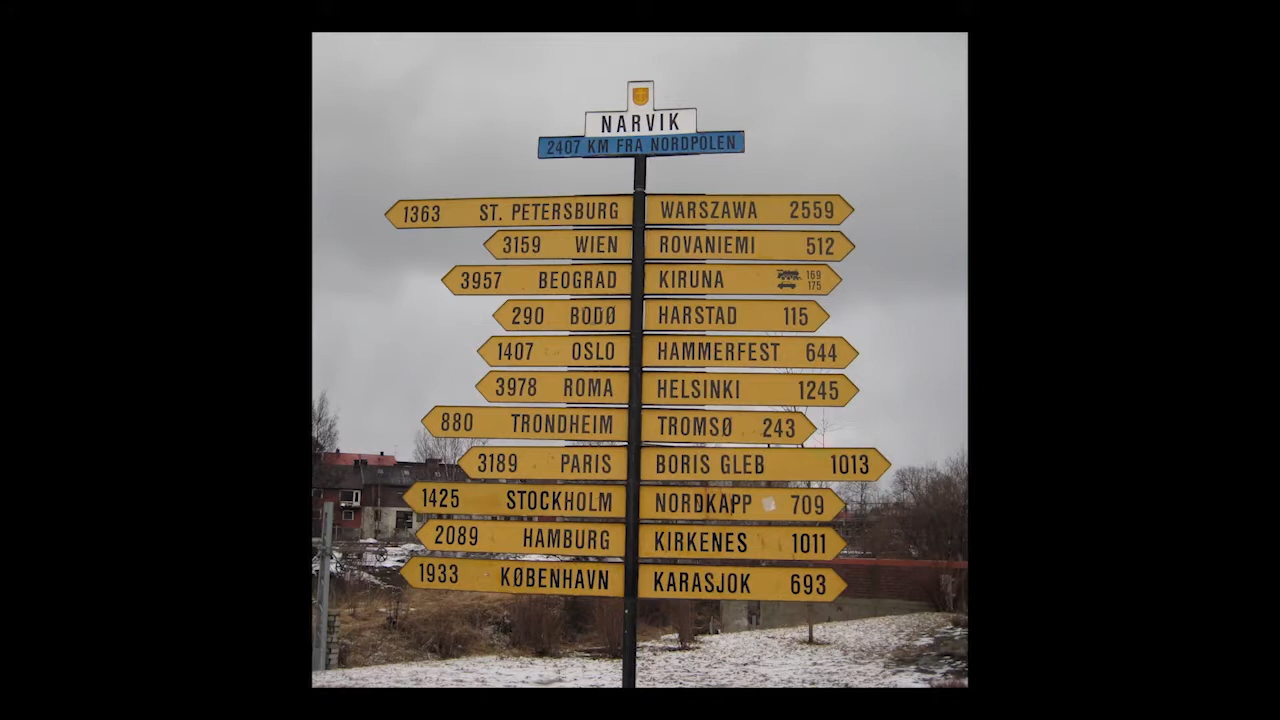 NARVIK
2407 KM FRA NORDPOLEN
1363 ST. PETERSBURG
WARSZAWA 2559
3159 WIEN
ROVANIEMI 512
3957 BEOGRAD
KIRUNA 169 175
290 BODØ
HARSTAD 115
1407 OSLO
HAMMERFEST 644
3978 ROMA
HELSINKI 1245
880 TRONDHEIM
TROMSØ 243
3189 PARIS
BORIS GLEB 1013
1425 STOCKHOLM
NORDKAPP 709
2089 HAMBURG
KIRKENES 1011
1933 KØBENHAVN
KARASJOK 693